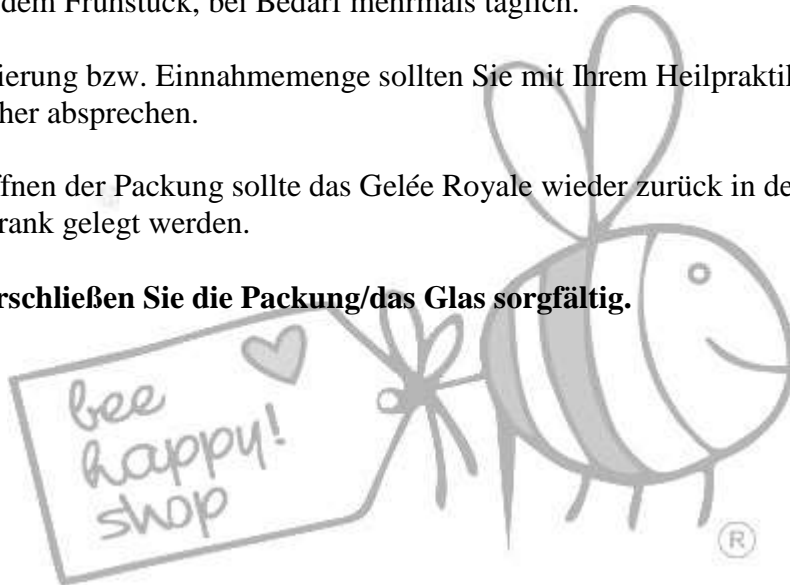 dem Frühstück, bei Bedarf mehrmals täglich.
ierung bzw. Einnahmemenge sollten Sie mit Ihrem Heilpraktil
her absprechen.
ffnen der Packung sollte das Gelée Royale wieder zurück in de
rank gelegt werden.
rschließen Sie die Packung/das Glas sorgfältig.
bee
happy!
shop
®